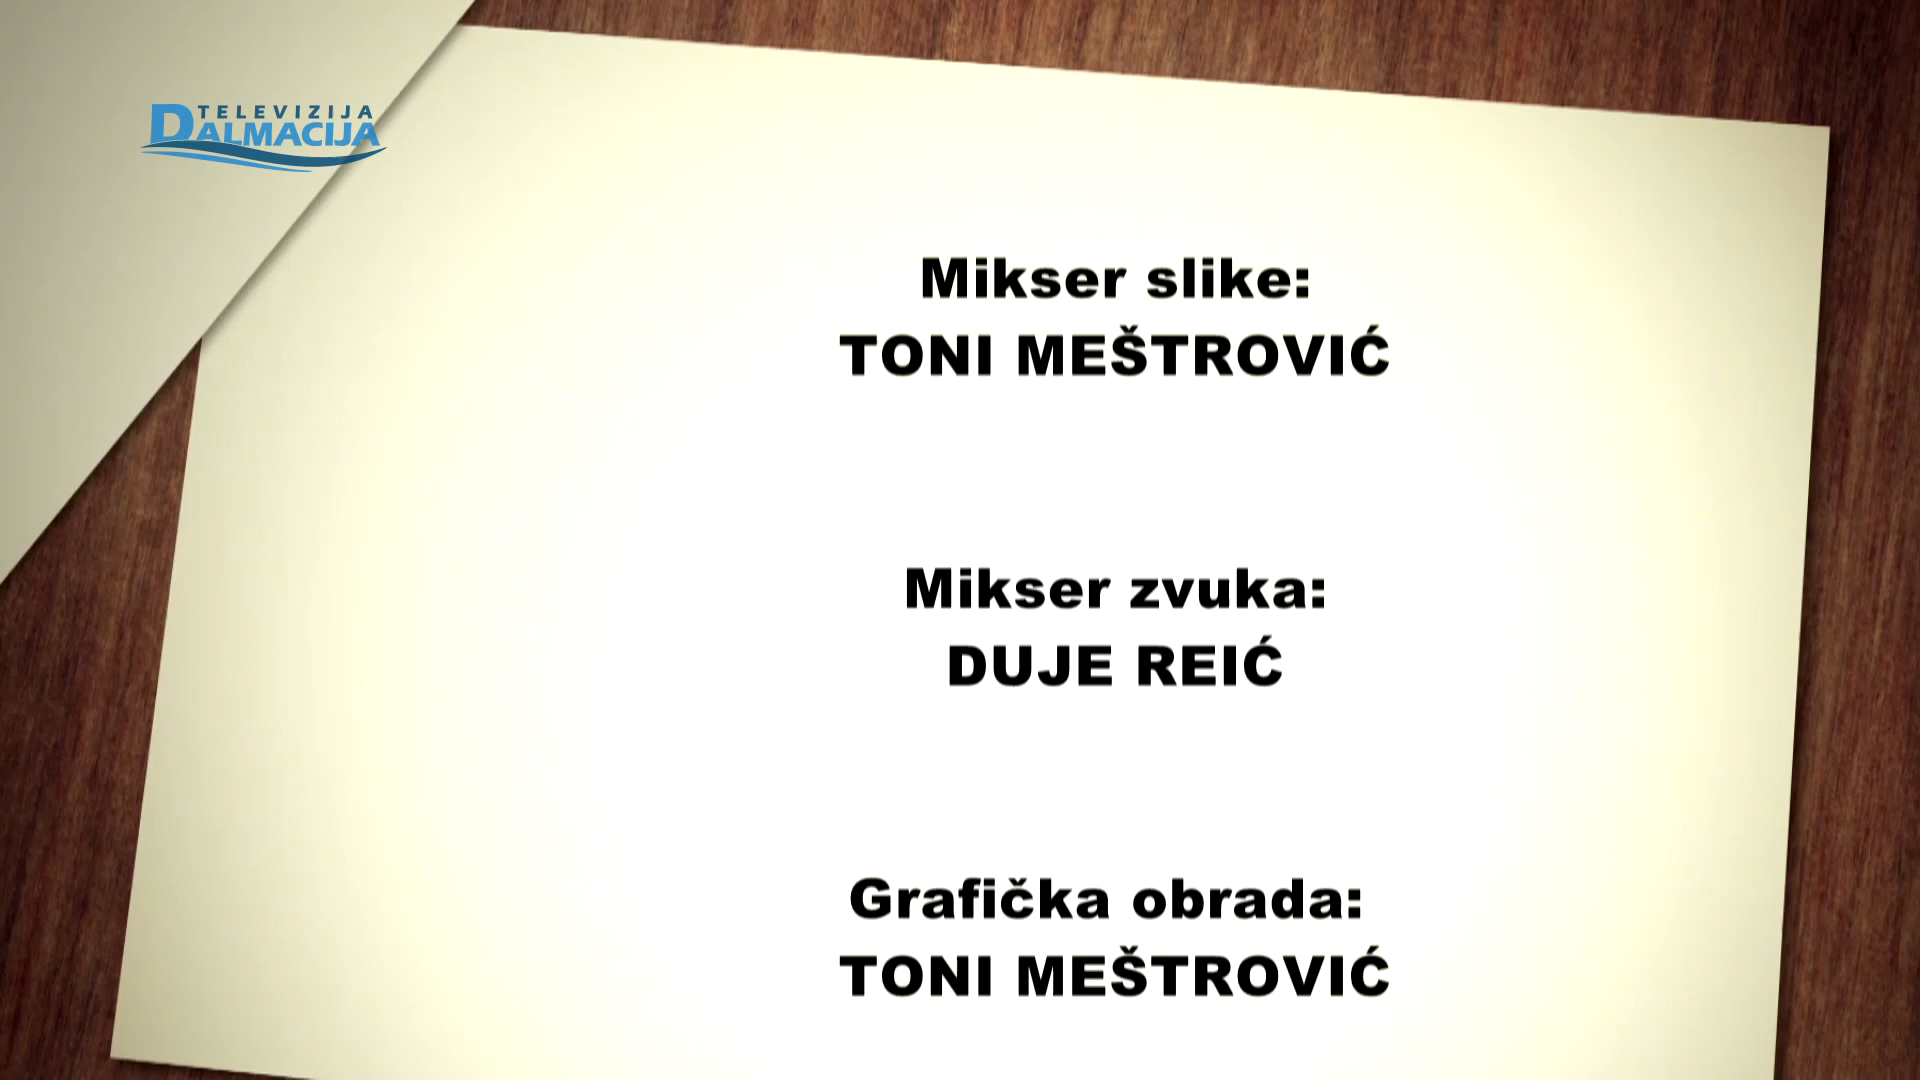 TELEVIZIJA
DALMACIJA
Mikser slike:
TONI MEŠTROVIĆ
Mikser zvuka:
DUJE REIĆ
Grafička obrada:
TONI MEŠTROVIĆ